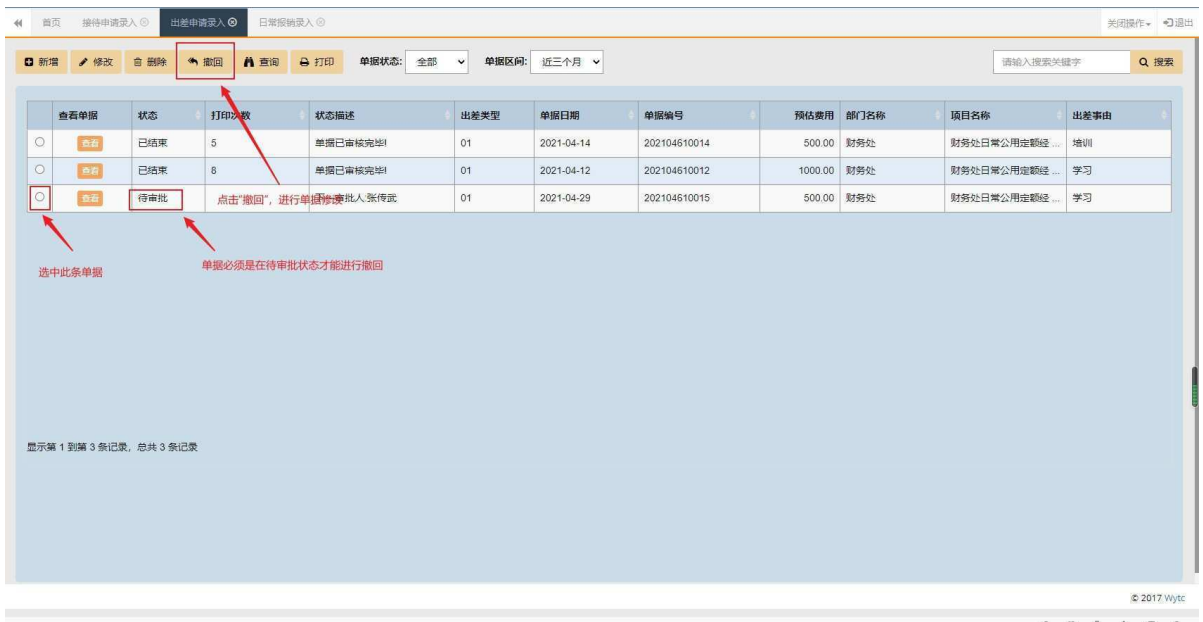 首页 接待申请录入 出差申请录入 日常报销录入 关闭操作 退出
新增 修改 删除 撤回 查询 打印 单据状态: 全部 单据区间: 近三个月 请输入搜索关键字 搜索
查看单据 状态 打印次数 状态描述 出差类型 单据日期 单据编号 预估费用 部门名称 项目名称 出差事由
查看 已结束 5 单据已审核完毕! 01 2021-04-14 202104610014 500.00 财务处 财务处日常公用定额经 ... 培训
查看 已结束 8 单据已审核完毕! 01 2021-04-12 202104610012 1000.00 财务处 财务处日常公用定额经 ... 学习
查看 待审批 审批人:张传武 01 2021-04-29 202104610015 500.00 财务处 财务处日常公用定额经 ... 学习
点击“撤回”，进行单据修改
单据必须是在待审批状态才能进行撤回
选中此条单据
显示第 1 到第 3 条记录，总共 3 条记录
© 2017 Wytc